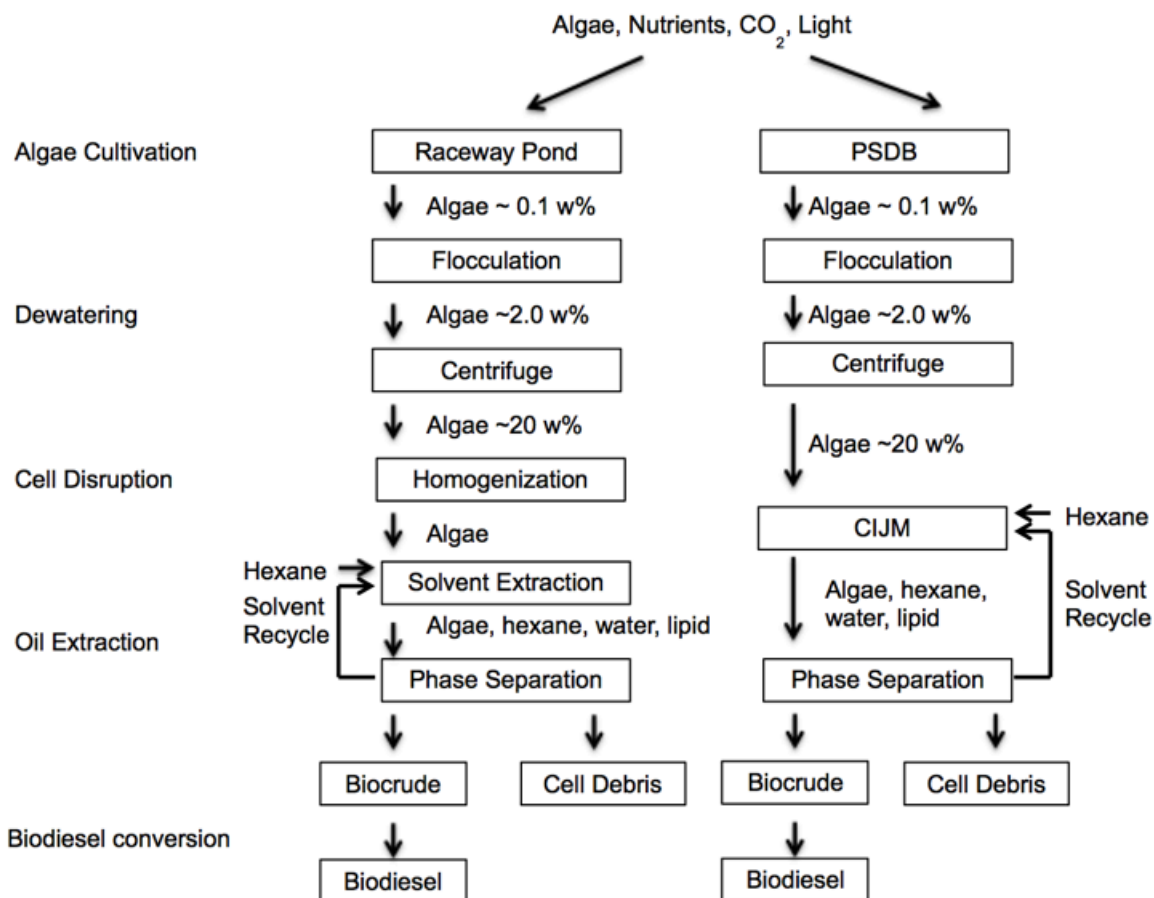 Algae, Nutrients, CO₂, Light
Algae Cultivation
Raceway Pond
PSDB
Algae ~ 0.1 w%
Algae ~ 0.1 w%
Flocculation
Flocculation
Dewatering
Algae ~2.0 w%
Algae ~2.0 w%
Centrifuge
Centrifuge
Algae ~20 w%
Algae ~20 w%
Cell Disruption
Homogenization
CIJM
Hexane
Algae
Hexane
Solvent Extraction
Solvent
Recycle
Algae, hexane,
water, lipid
Solvent
Recycle
Oil Extraction
Algae, hexane, water, lipid
Phase Separation
Phase Separation
Biocrude
Cell Debris
Biocrude
Cell Debris
Biodiesel conversion
Biodiesel
Biodiesel